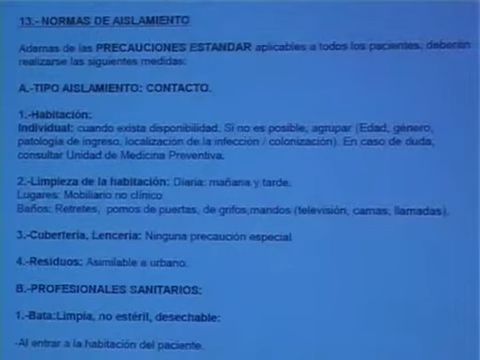 13.- NORMAS DE AISLAMIENTO
Ademas de las PRECAUCIONES ESTANDAR aplicables a todos los pacientes, deberán
realizarse las siguientes medidas:
A.-TIPO AISLAMIENTO: CONTACTO.
1.-Habitación:
Individual: cuando exista disponibilidad. Si no es posible, agrupar (Edad, género,
patología de ingreso, localización de la infección / colonización). En caso de duda,
consultar Unidad de Medicina Preventiva.
2.-Limpieza de la habitación: Diaria: mañana y tarde.
Lugares: Mobiliario no clínico
Baños: Retretes, pomos de puertas, de grifos,mandos (televisión, camas, llamadas).
3.-Cubertería, Lencería: Ninguna precaución especial
4.-Residuos: Asimilable a urbano.
B.-PROFESIONALES SANITARIOS:
1.-Bata:Limpia, no estéril, desechable:
-Al entrar a la habitación del paciente.